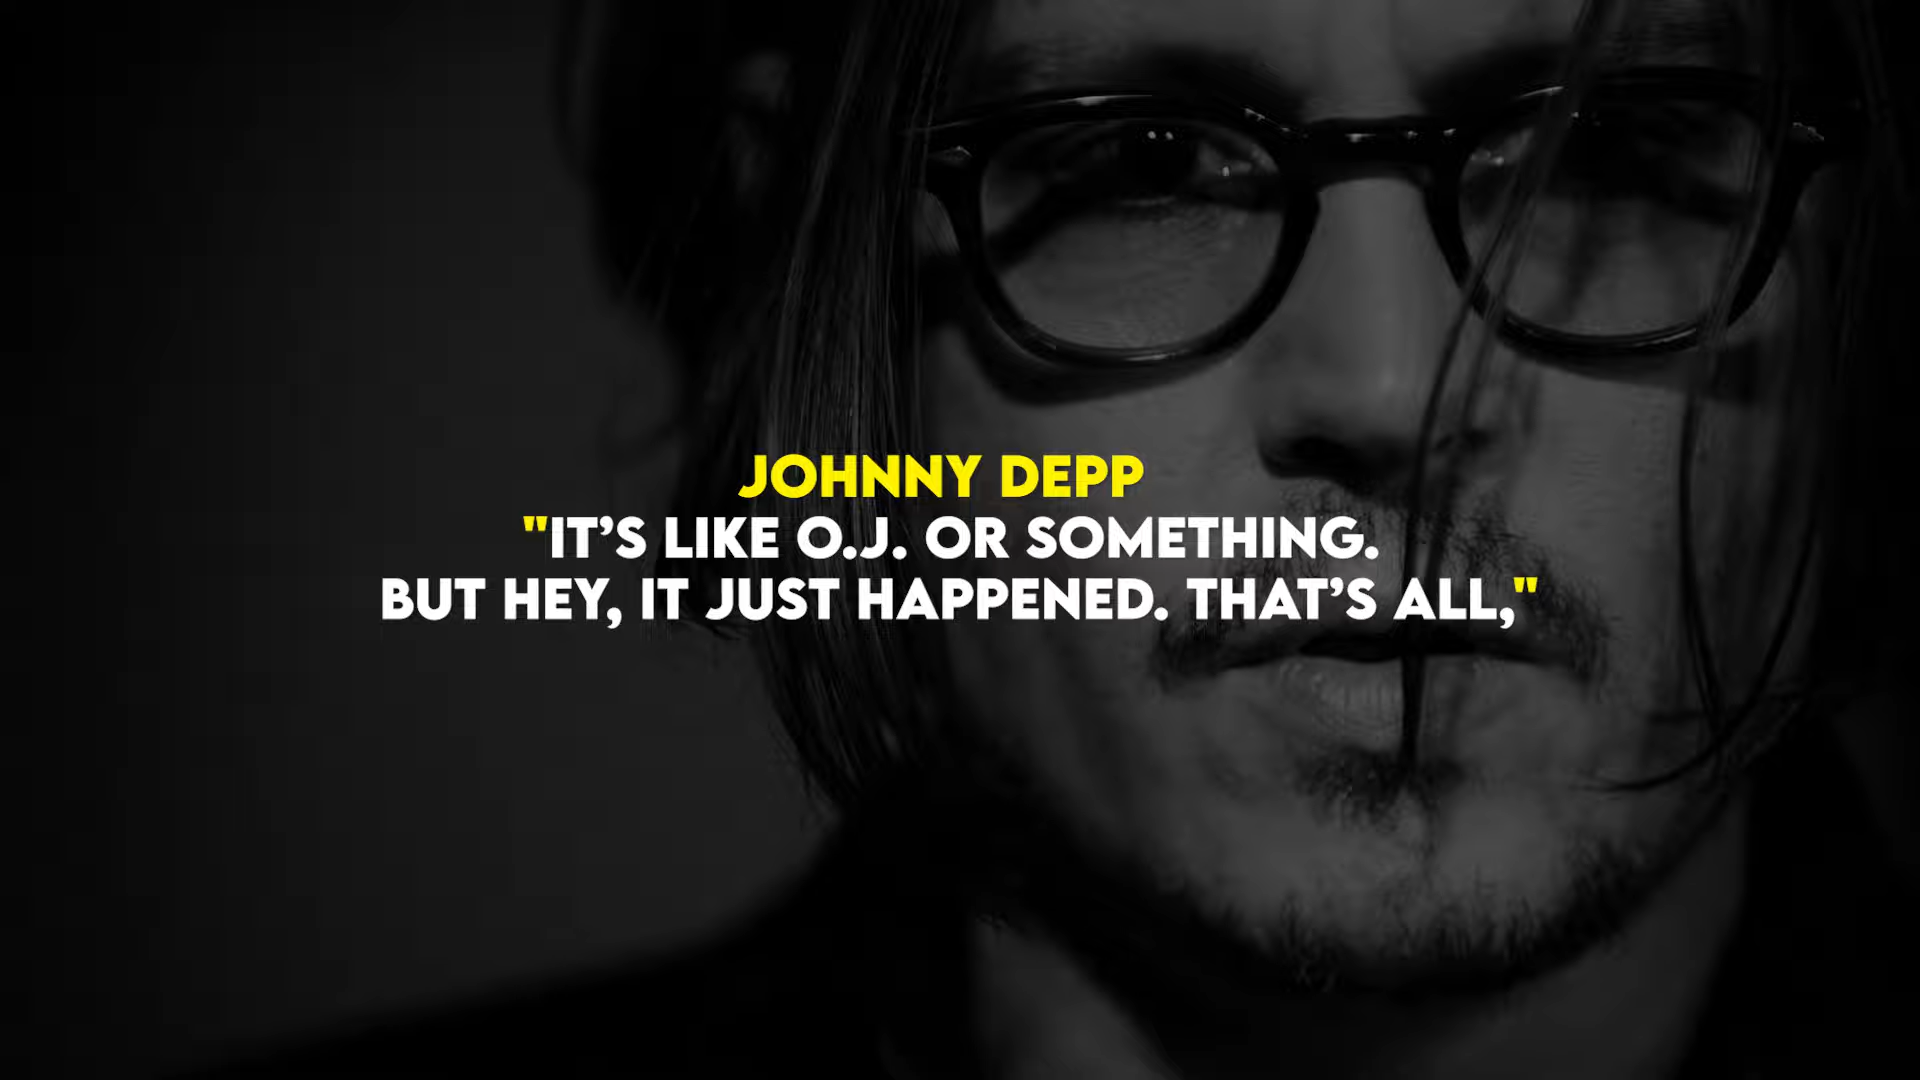 JOHNNY DEPP
"IT’S LIKE O.J. OR SOMETHING.
BUT HEY, IT JUST HAPPENED. THAT’S ALL,"